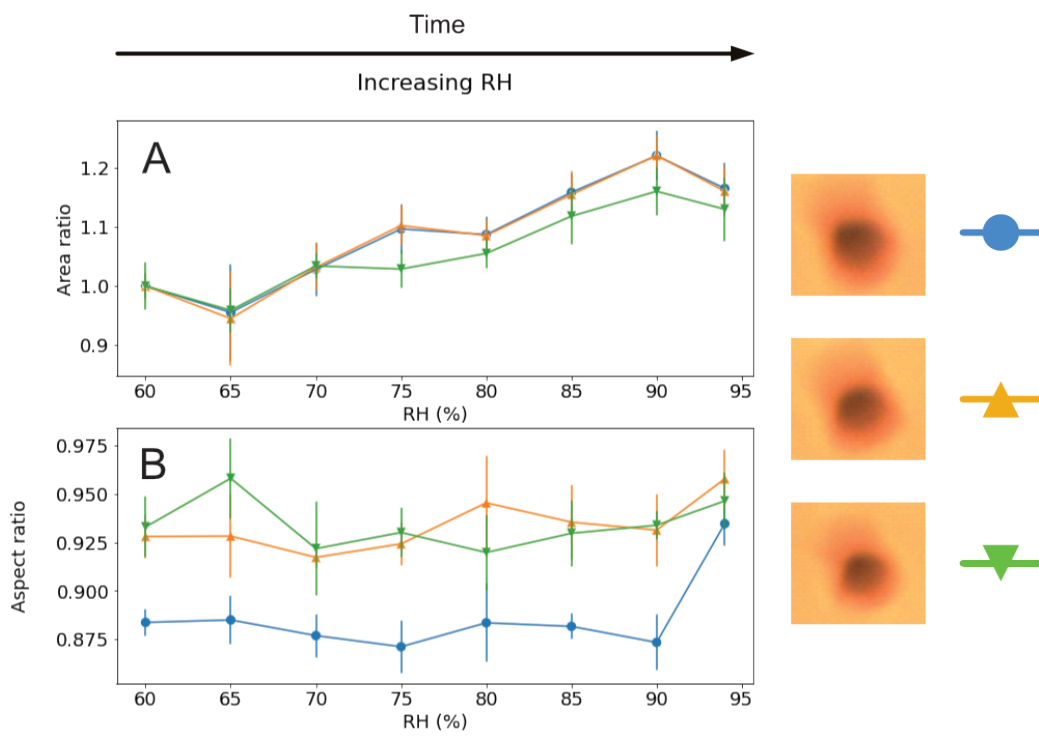 Time
Increasing RH
A
Area ratio
1.2
1.1
1.0
0.9
60 65 70 75 80 85 90 95
RH (%)
B
Aspect ratio
0.975
0.950
0.925
0.900
0.875
60 65 70 75 80 85 90 95
RH (%)